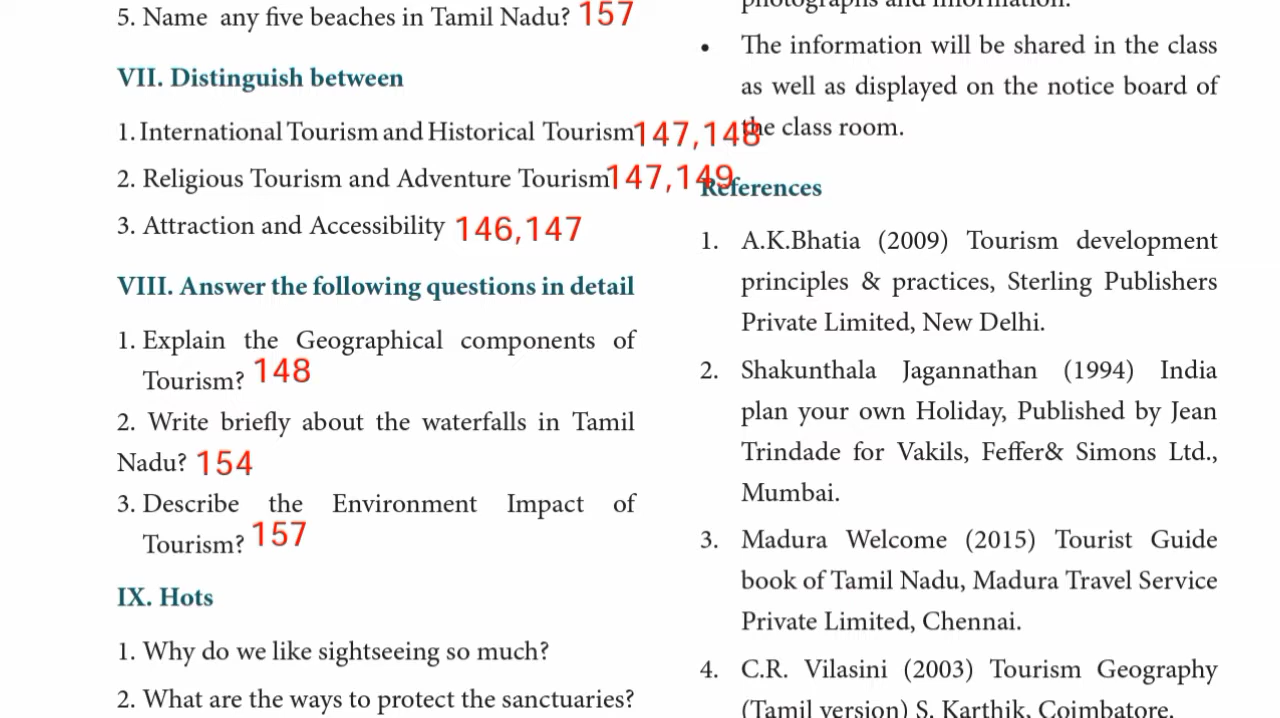 5. Name any five beaches in Tamil Nadu? 157
VII. Distinguish between
1. International Tourism and Historical Tourism 147,148
2. Religious Tourism and Adventure Tourism 147,149
3. Attraction and Accessibility 146,147
VIII. Answer the following questions in detail
1. Explain the Geographical components of
Tourism? 148
2. Write briefly about the waterfalls in Tamil
Nadu? 154
3. Describe the Environment Impact of
Tourism? 157
IX. Hots
1. Why do we like sightseeing so much?
2. What are the ways to protect the sanctuaries?
photographs and information.
• The information will be shared in the class
as well as displayed on the notice board of
the class room.
References
1. A.K.Bhatia (2009) Tourism development
principles & practices, Sterling Publishers
Private Limited, New Delhi.
2. Shakunthala Jagannathan (1994) India
plan your own Holiday, Published by Jean
Trindade for Vakils, Feffer& Simons Ltd.,
Mumbai.
3. Madura Welcome (2015) Tourist Guide
book of Tamil Nadu, Madura Travel Service
Private Limited, Chennai.
4. C.R. Vilasini (2003) Tourism Geography
(Tamil version) S. Karthik, Coimbatore.